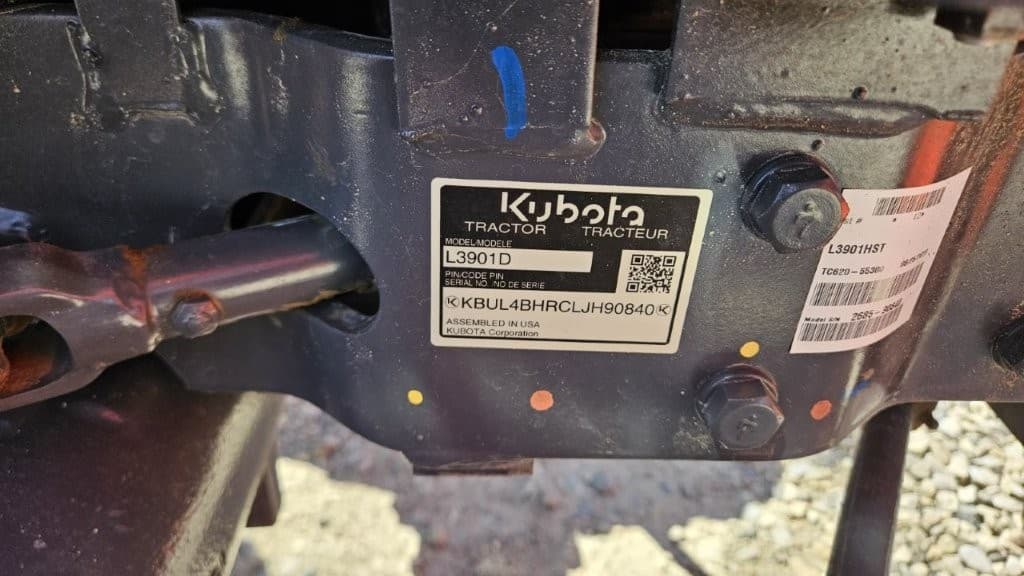 Kubota
TRACTOR TRACTEUR
MODEL/MODELE
L3901D
PIN/CODE PIN
SERIAL NO./NO DE SERIE
KBUL4BHRCLJH90840
ASSEMBLED IN USA
KUBOTA Corporation
L3901HST
Model S/N